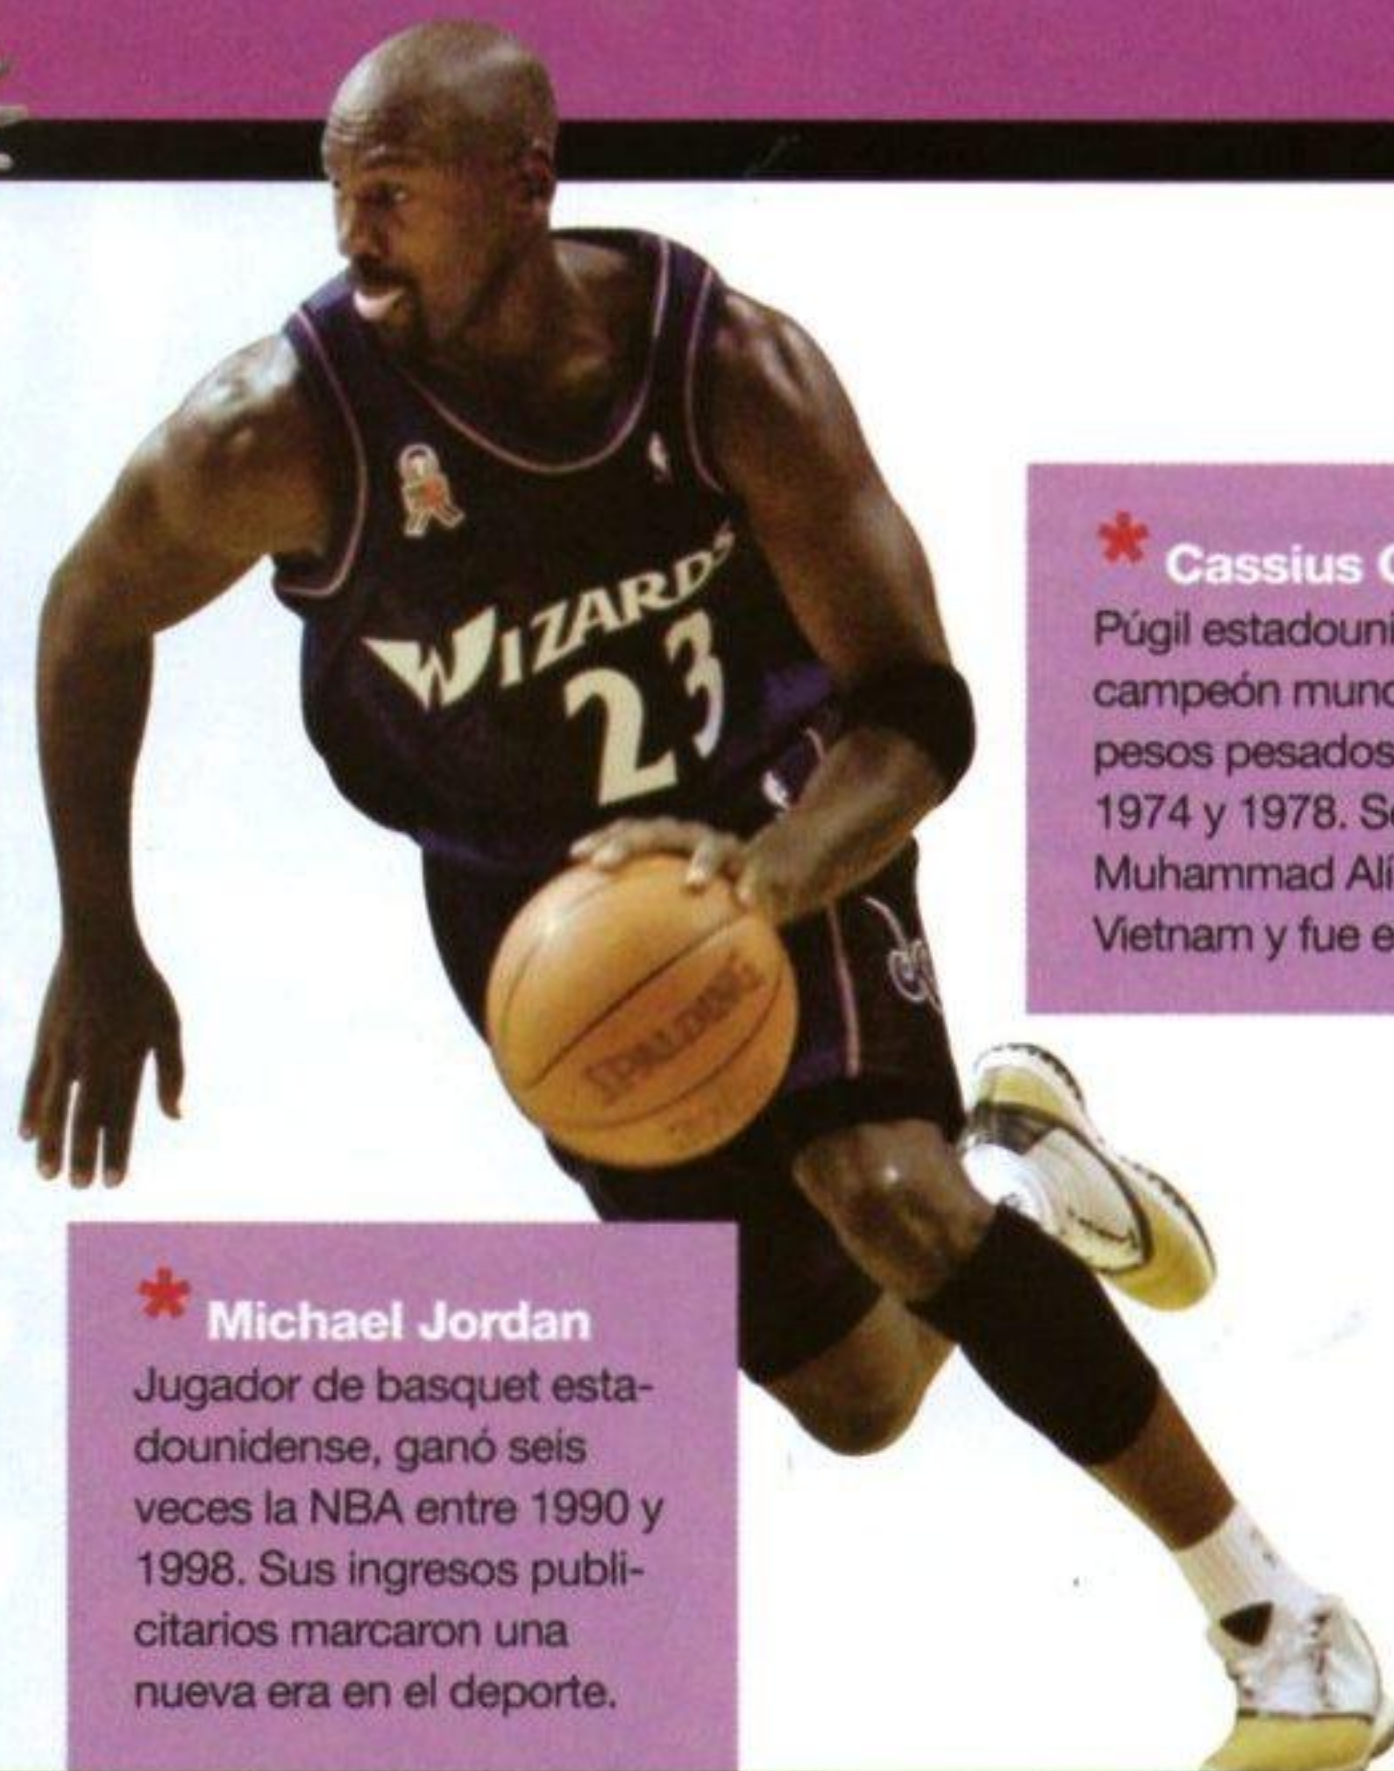 WIZARDS
23
SPALDING
* Cassius
Púgil
campeón
pesos pesados
1974 y 1978.
Muhammad Alí
Vietnam y fue
* Michael Jordan
Jugador de basquet esta-
dounidense, ganó seis
veces la NBA entre 1990 y
1998. Sus ingresos publi-
citarios marcaron una
nueva era en el deporte.